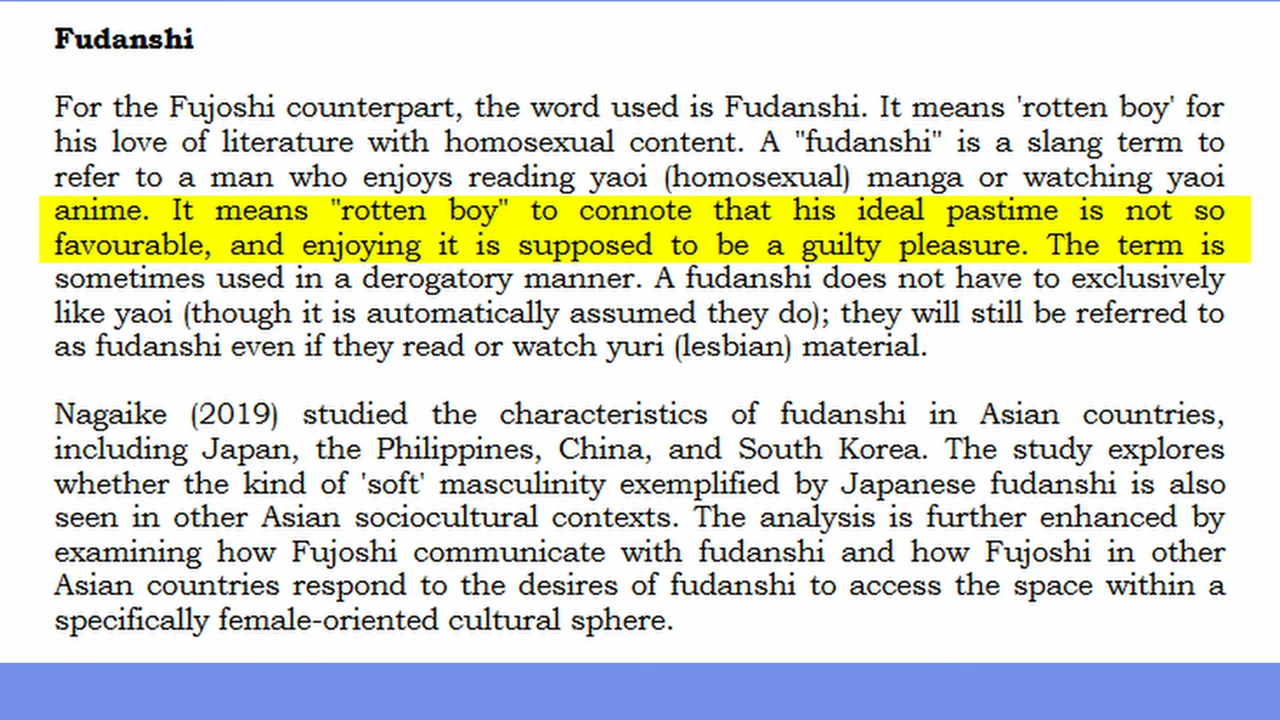 Fudanshi
For the Fujoshi counterpart, the word used is Fudanshi. It means 'rotten boy' for
his love of literature with homosexual content. A "fudanshi" is a slang term to
refer to a man who enjoys reading yaoi (homosexual) manga or watching yaoi
anime. It means "rotten boy" to connote that his ideal pastime is not so
favourable, and enjoying it is supposed to be a guilty pleasure. The term is
sometimes used in a derogatory manner. A fudanshi does not have to exclusively
like yaoi (though it is automatically assumed they do); they will still be referred to
as fudanshi even if they read or watch yuri (lesbian) material.
Nagaike (2019) studied the characteristics of fudanshi in Asian countries,
including Japan, the Philippines, China, and South Korea. The study explores
whether the kind of 'soft' masculinity exemplified by Japanese fudanshi is also
seen in other Asian sociocultural contexts. The analysis is further enhanced by
examining how Fujoshi communicate with fudanshi and how Fujoshi in other
Asian countries respond to the desires of fudanshi to access the space within a
specifically female-oriented cultural sphere.